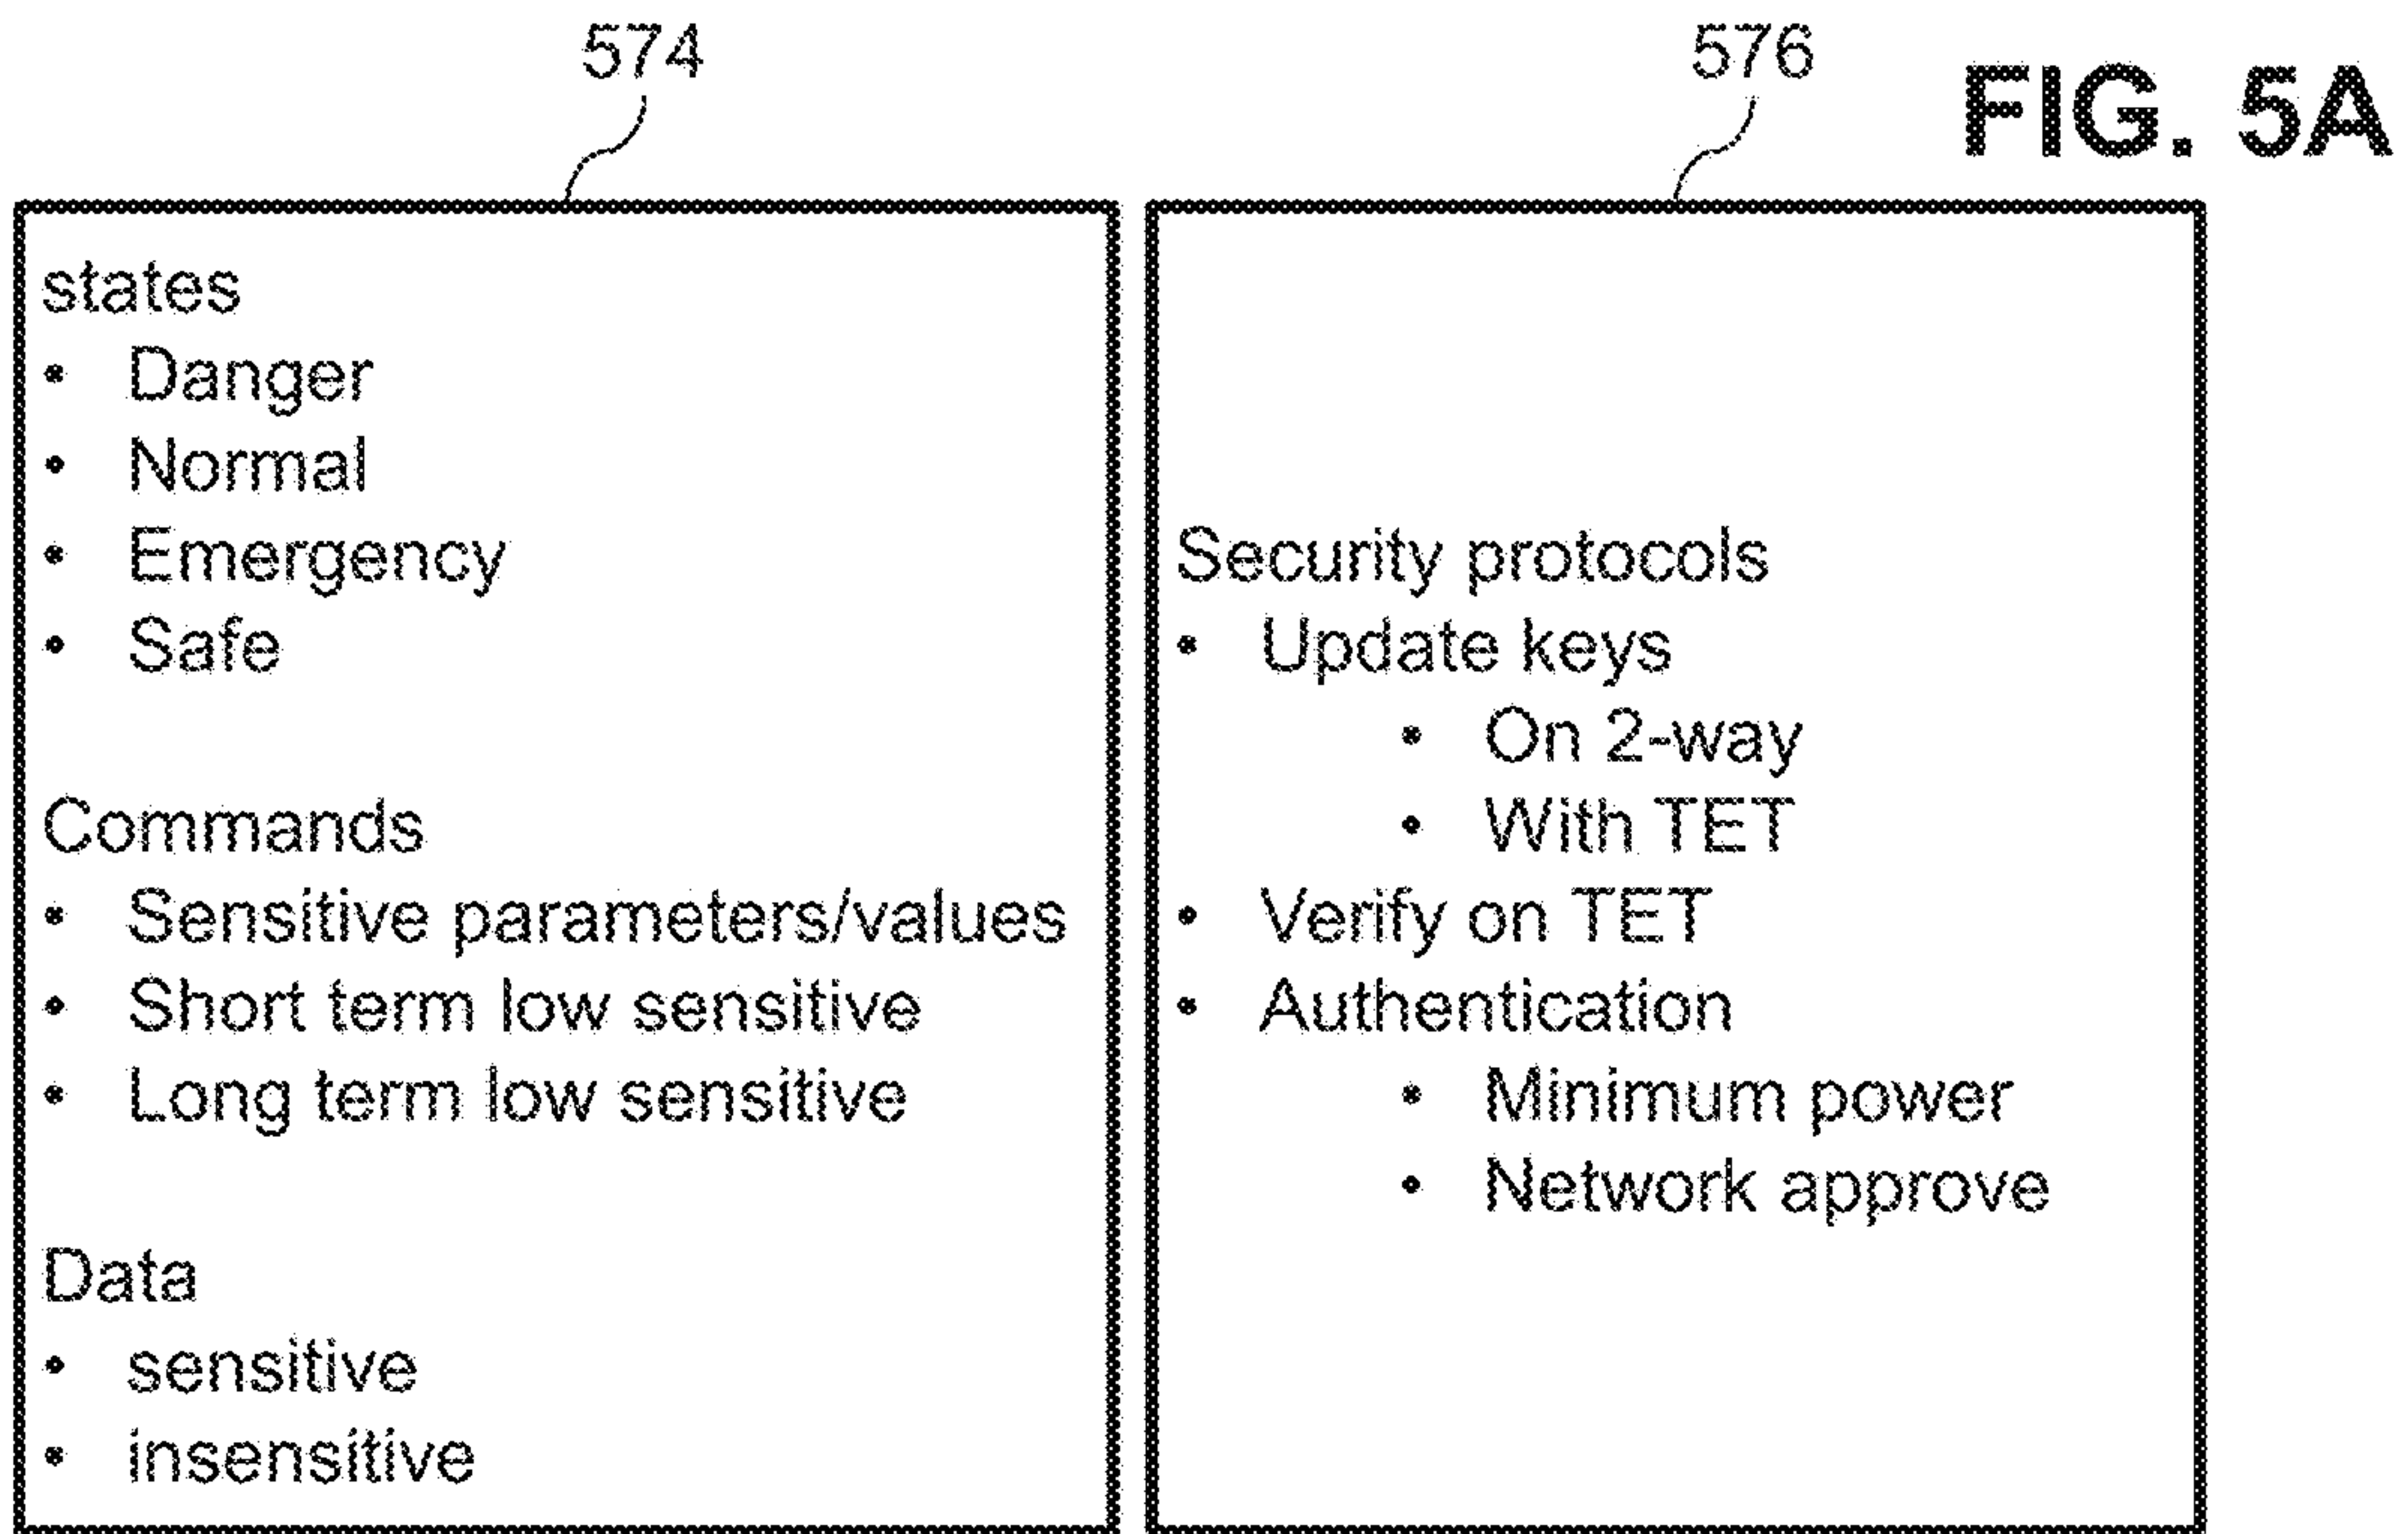 574
576
FIG. 5A
states
• Danger
• Normal
• Emergency
• Safe
Commands
• Sensitive parameters/values
• Short term low sensitive
• Long term low sensitive
Data
• sensitive
• insensitive
Security protocols
• Update keys
• On 2-way
• With TET
• Verify on TET
• Authentication
• Minimum power
• Network approve